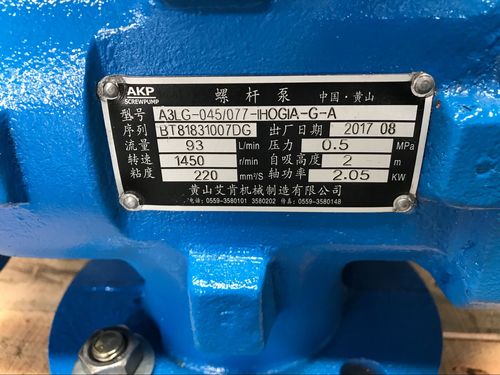 AKP 螺杆泵 中国·黄山
SCREWPUMP
型号 A3LG-045/077-IHOGIA-G-A
序列 BT81831007DG 出厂日期 2017 08
流量 93 L/min 压力 0.5 MPa
转速 1450 r/min 自吸高度 2 m
粘度 220 mm²/S 轴功率 2.05 KW
黄山艾肯机械制造有限公司
电话: 0559-3580101 3580202 传真: 0559-3580148